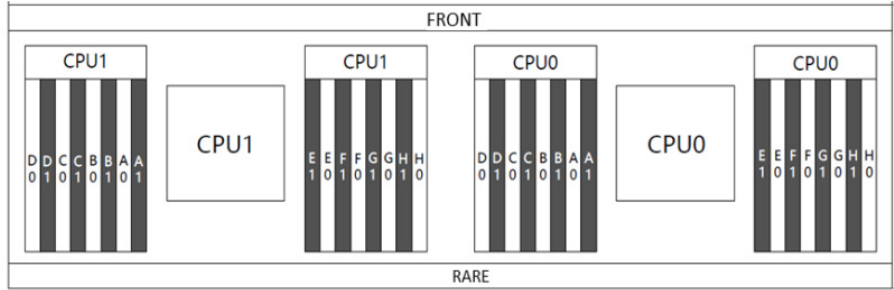 FRONT
CPU1
CPU1
CPU0
CPU0
CPU1
CPU0
D0 D1 C0 C1 B0 B1 A0 A1
E1 E0 F1 F0 G1 G0 H1 H0
D0 D1 C0 C1 B0 B1 A0 A1
E1 E0 F1 F0 G1 G0 H1 H0
RARE